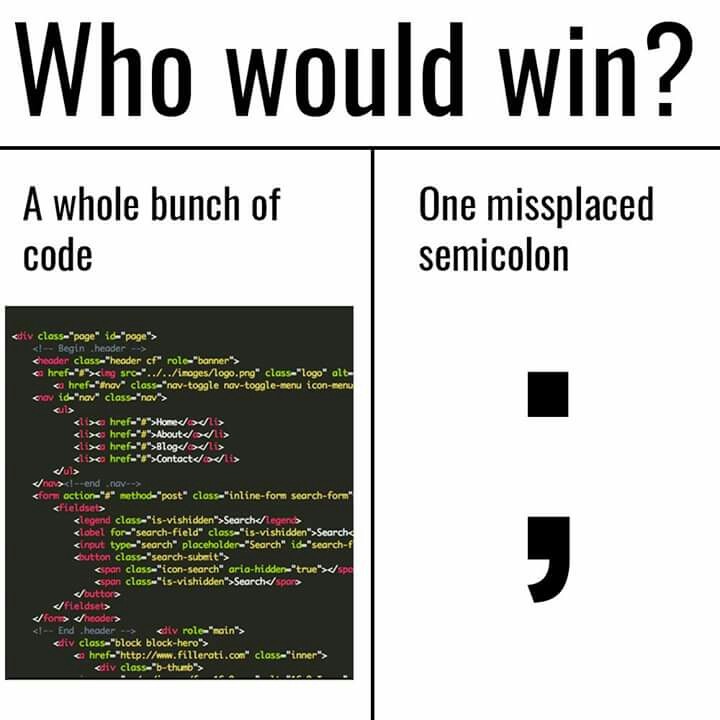 Who would win?
A whole bunch of
code
One missplaced
semicolon
<div class="page" id="page">
<!-- Begin .header -->
<header class="header cf" role="banner">
<a href="#"><img src="../../images/logo.png" class="logo" alt=
<a href="#nav" class="nav-toggle nav-toggle-menu icon-menu
<nav id="nav" class="nav">
<ul>
<li><a href="#">Home</a></li>
<li><a href="#">About</a></li>
<li><a href="#">Blog</a></li>
<li><a href="#">Contact</a></li>
</ul>
</nav><!--end .nav-->
<form action="#" method="post" class="inline-form search-form"
<fieldset>
<legend class="is-vishidden">Search</legend>
<label for="search-field" class="is-vishidden">Search<
<input type="search" placeholder="Search" id="search-f
<button class="search-submit">
<span class="icon-search" aria-hidden="true"></spa
<span class="is-vishidden">Search</span>
</button>
</fieldset>
</form> </header>
<!-- End .header --> <div role="main">
<div class="block block-hero">
<a href="http://www.fillerati.com" class="inner">
<div class="b-thumb">
;